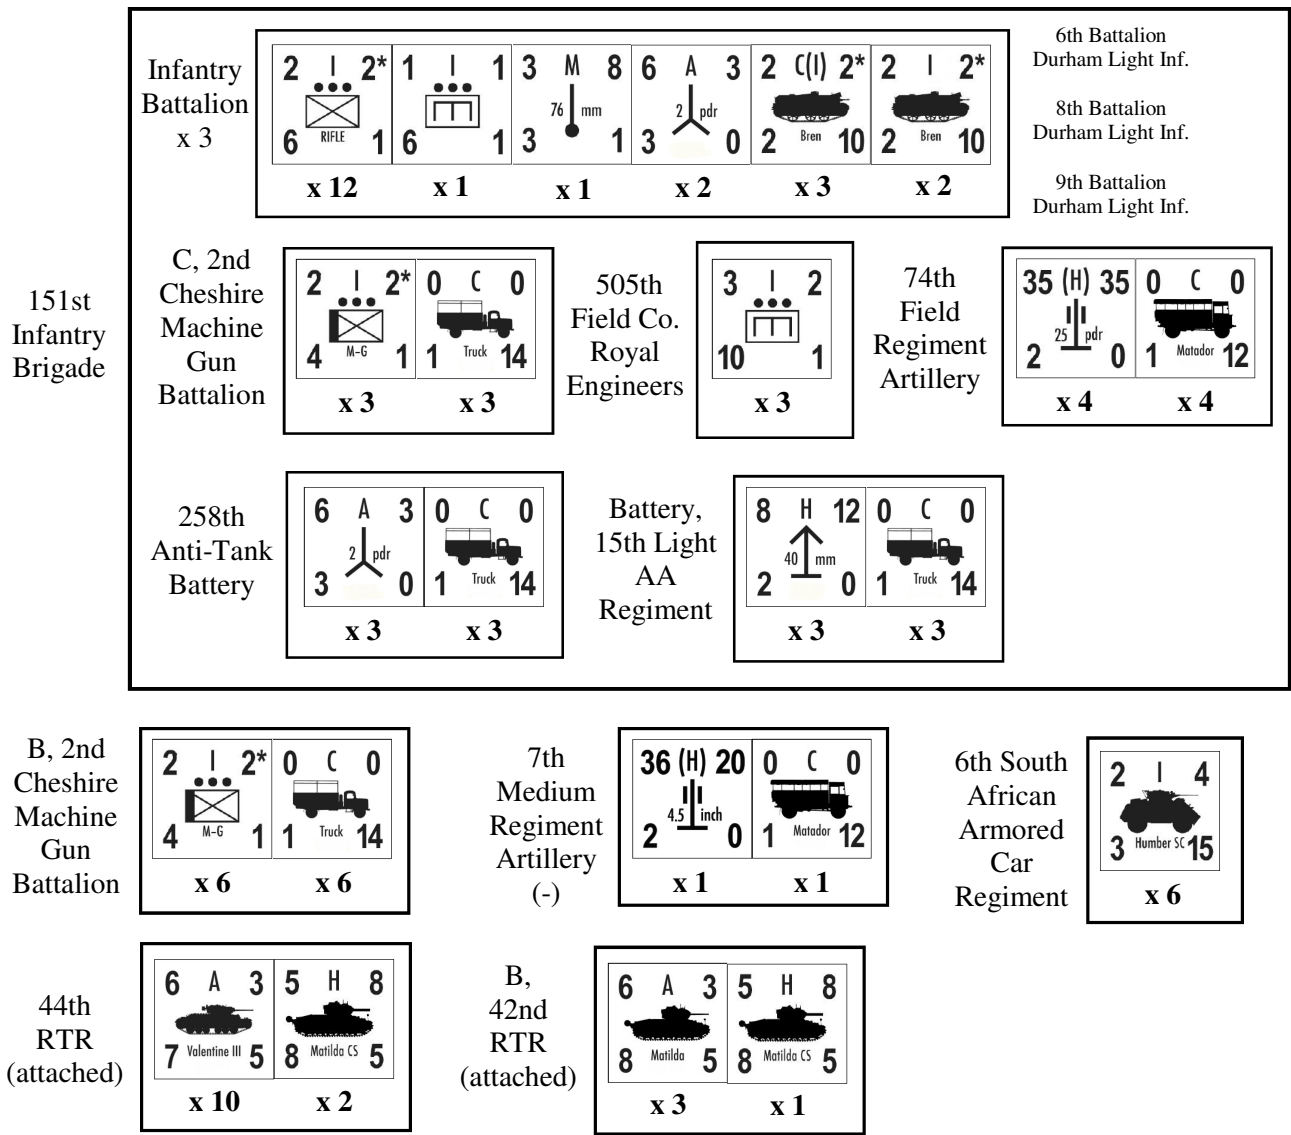 151st
Infantry
Brigade
Infantry
Battalion
x 3
2 I 2*
RIFLE
6 1
x 12
1 I 1
6 1
x 1
3 M 8
76 mm
3 1
x 1
6 A 3
2 pdr
3 0
x 2
2 C(I) 2*
Bren
2 10
x 3
2 I 2*
Bren
2 10
x 2
6th Battalion
Durham Light Inf.
8th Battalion
Durham Light Inf.
9th Battalion
Durham Light Inf.
C, 2nd
Cheshire
Machine
Gun
Battalion
2 I 2*
M-G
4 1
x 3
0 C 0
Truck
1 14
x 3
505th
Field Co.
Royal
Engineers
3 I 2
10 1
x 3
74th
Field
Regiment
Artillery
35 (H) 35
25 pdr
2 0
x 4
0 C 0
Matador
1 12
x 4
258th
Anti-Tank
Battery
6 A 3
2 pdr
3 0
x 3
0 C 0
Truck
1 14
x 3
Battery,
15th Light
AA
Regiment
8 H 12
40 mm
2 0
x 3
0 C 0
Truck
1 14
x 3
B, 2nd
Cheshire
Machine
Gun
Battalion
2 I 2*
M-G
4 1
x 6
0 C 0
Truck
1 14
x 6
7th
Medium
Regiment
Artillery
(-)
36 (H) 20
4.5 inch
2 0
x 1
0 C 0
Matador
1 12
x 1
6th South
African
Armored
Car
Regiment
2 I 4
Humber SC
3 15
x 6
44th
RTR
(attached)
6 A 3
Valentine III
7 5
x 10
5 H 8
Matilda CS
8 5
x 2
B,
42nd
RTR
(attached)
6 A 3
Matilda
8 5
x 3
5 H 8
Matilda CS
8 5
x 1